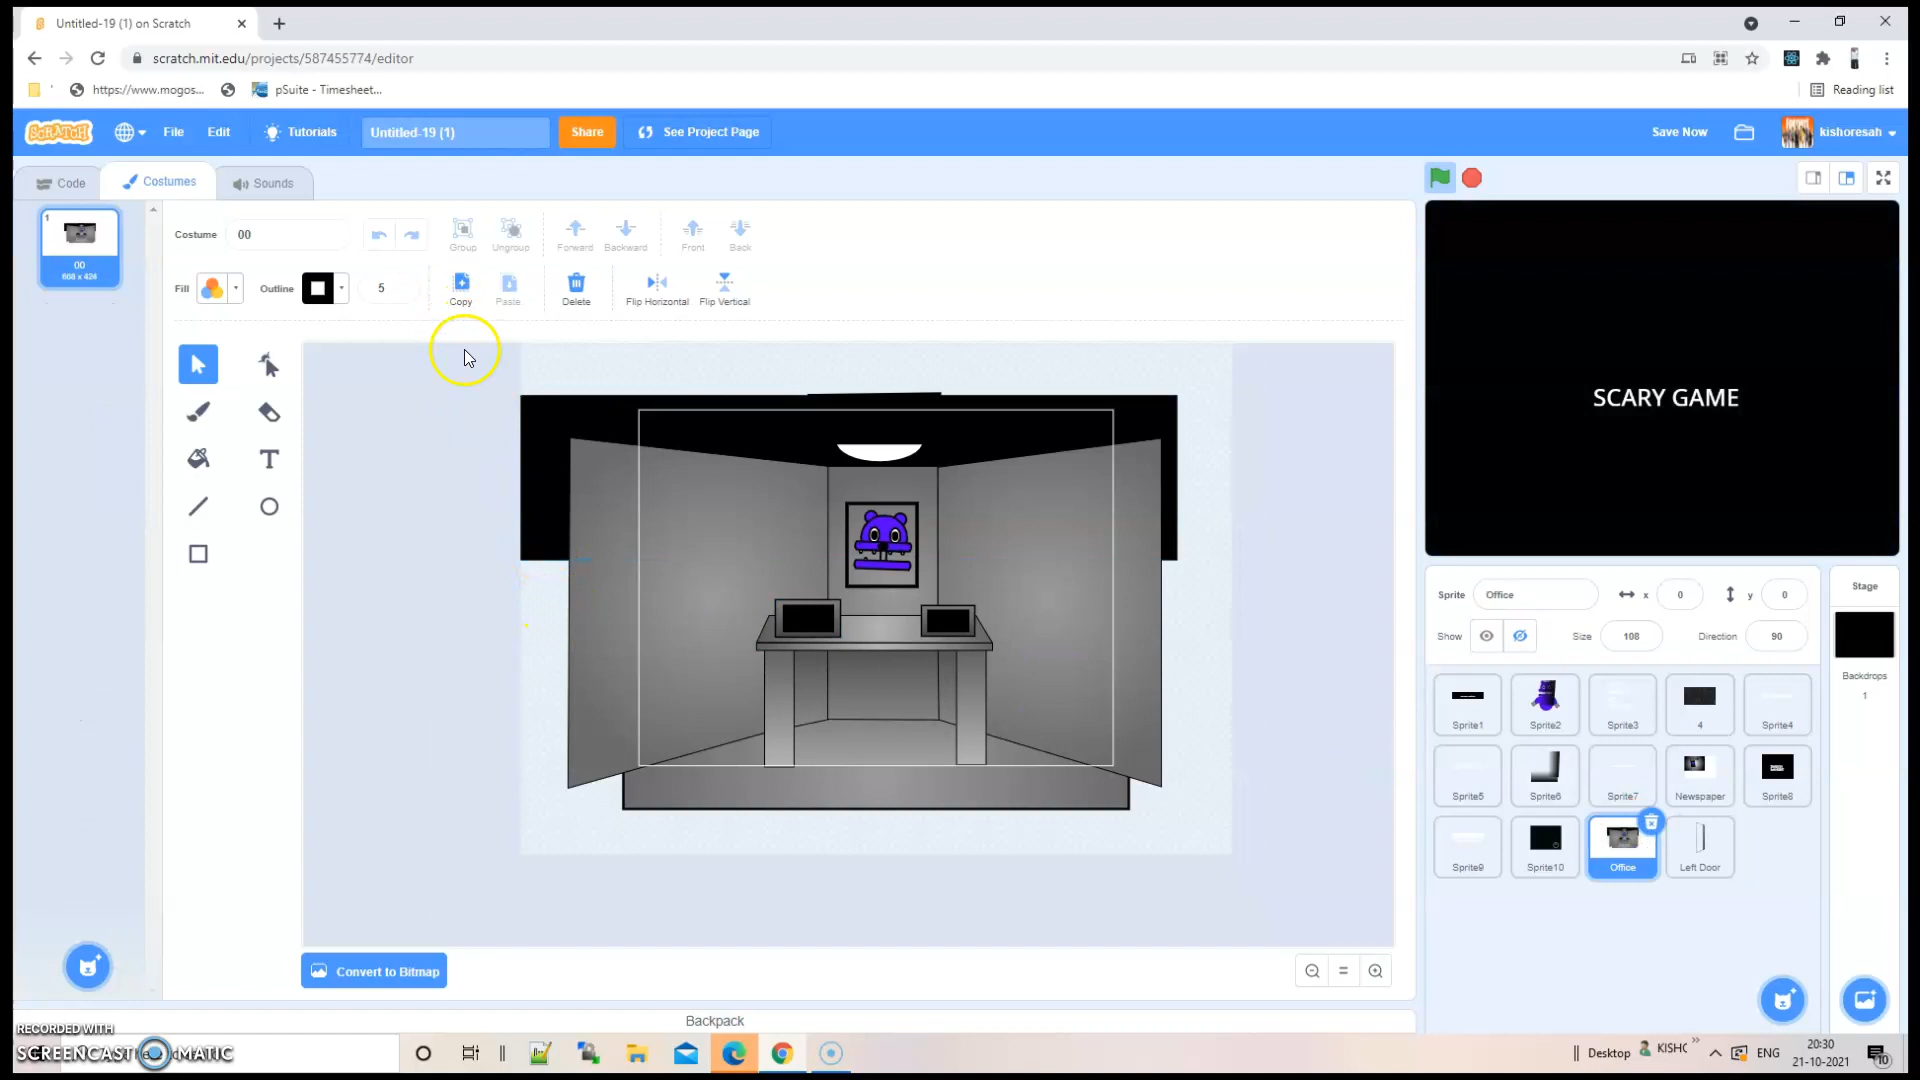 Untitled-19 (1) on Scratch
scratch.mit.edu/projects/587455774/editor
https://www.mogos...
pSuite - Timesheet...
Reading list
SCRATCH
File
Edit
Tutorials
Untitled-19 (1)
Share
See Project Page
Save Now
kishoresah
Code
Costumes
Sounds
1
00
608 x 424
Costume
00
Group
Ungroup
Forward
Backward
Front
Back
Fill
Outline
5
Copy
Paste
Delete
Flip Horizontal
Flip Vertical
SCARY GAME
Sprite
Office
x
0
y
0
Show
Size
108
Direction
90
Stage
Backdrops
1
Sprite1
Sprite2
Sprite3
4
Sprite4
Sprite5
Sprite6
Sprite7
Newspaper
Sprite8
Sprite9
Sprite10
Office
Left Door
Convert to Bitmap
Backpack
RECORDED WITH
SCREENCAST MATIC
Desktop
KISHC
ENG
20:30
21-10-2021
10